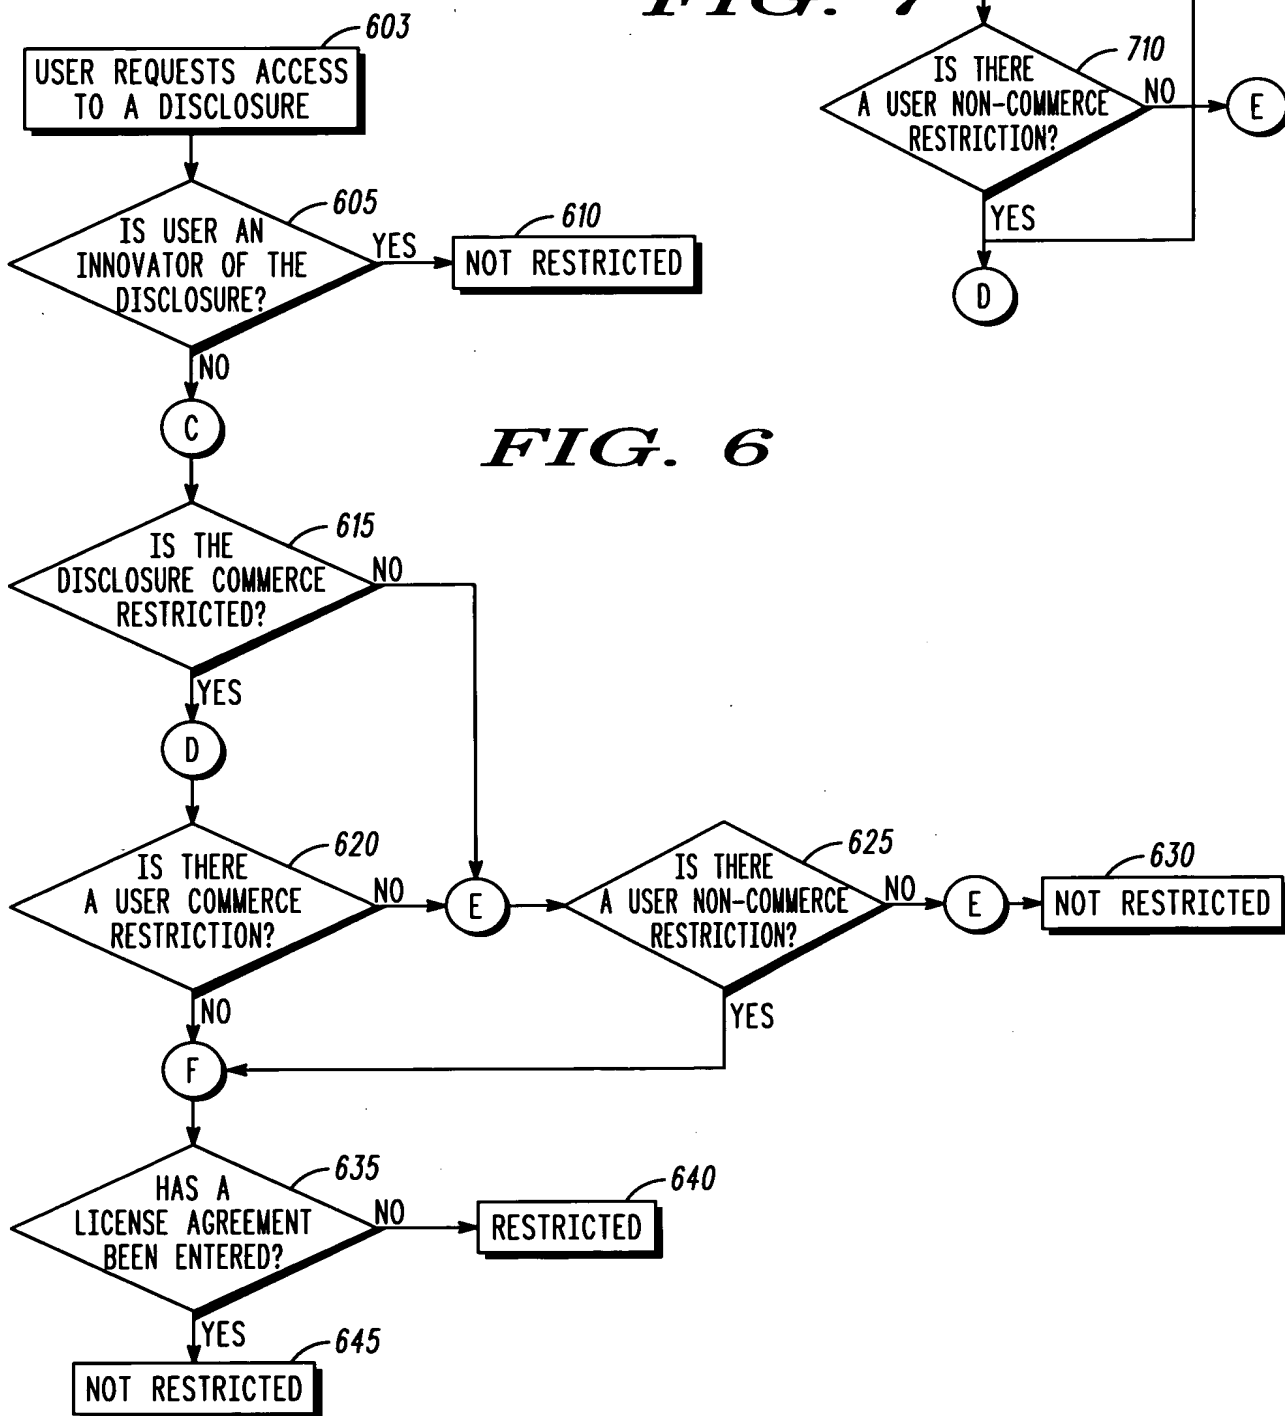 FIG. 7
710
IS THERE
A USER NON-COMMERCE
RESTRICTION?
NO
E
YES
D
603
USER REQUESTS ACCESS
TO A DISCLOSURE
605
IS USER AN
INNOVATOR OF THE
DISCLOSURE?
YES
610
NOT RESTRICTED
NO
C
FIG. 6
615
IS THE
DISCLOSURE COMMERCE
RESTRICTED?
NO
YES
D
620
IS THERE
A USER COMMERCE
RESTRICTION?
NO
E
625
IS THERE
A USER NON-COMMERCE
RESTRICTION?
NO
E
630
NOT RESTRICTED
NO
YES
F
635
HAS A
LICENSE AGREEMENT
BEEN ENTERED?
NO
640
RESTRICTED
YES
645
NOT RESTRICTED